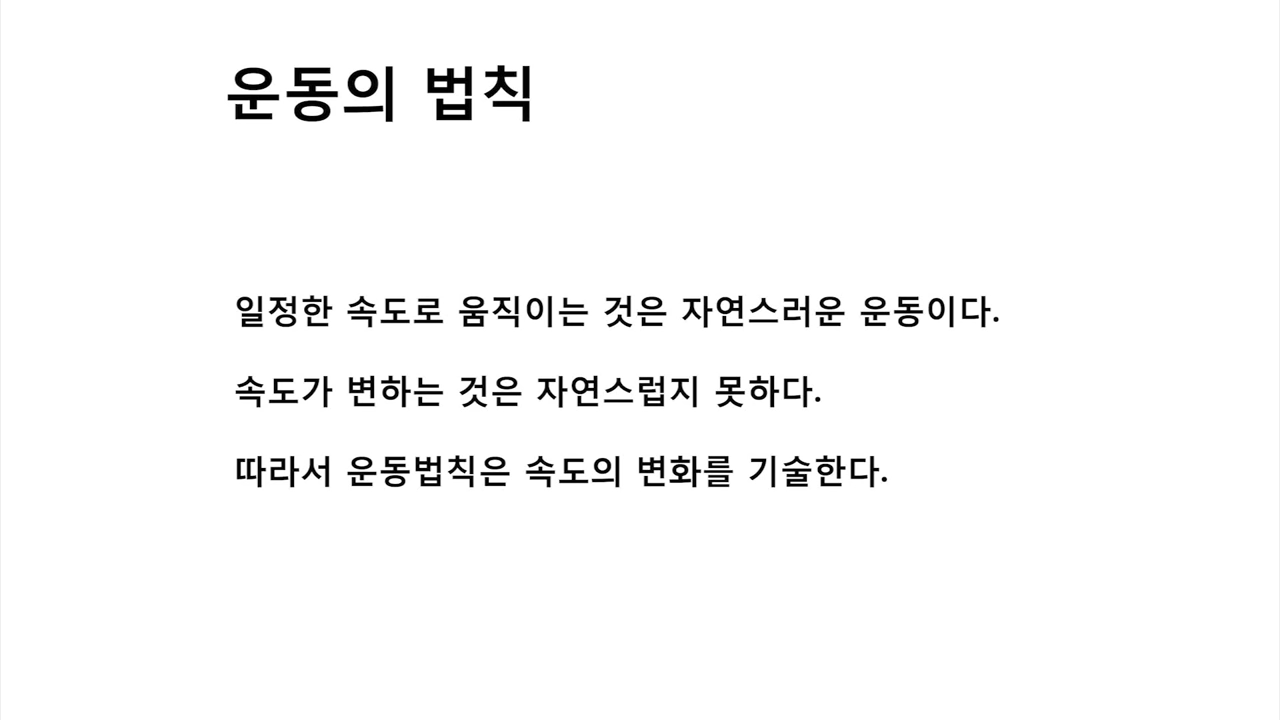 운동의 법칙
일정한 속도로 움직이는 것은 자연스러운 운동이다.
속도가 변하는 것은 자연스럽지 못하다.
따라서 운동법칙은 속도의 변화를 기술한다.